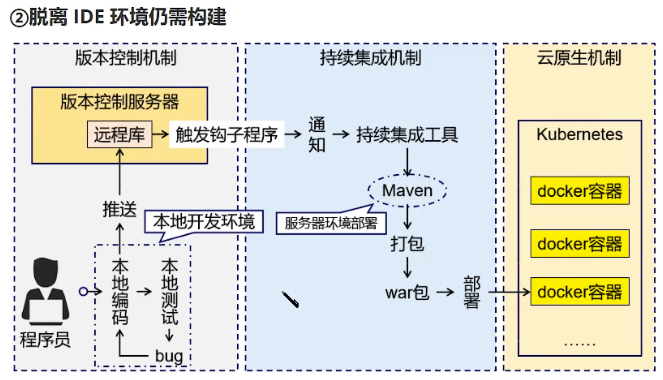 ②脱离 IDE 环境仍需构建
版本控制机制
持续集成机制
云原生机制
版本控制服务器
远程库
触发钩子程序
通知
持续集成工具
Kubernetes
Maven
docker容器
推送
本地开发环境
服务器环境部署
打包
docker容器
程序员
本地编码
本地测试
bug
war包
部署
docker容器
……